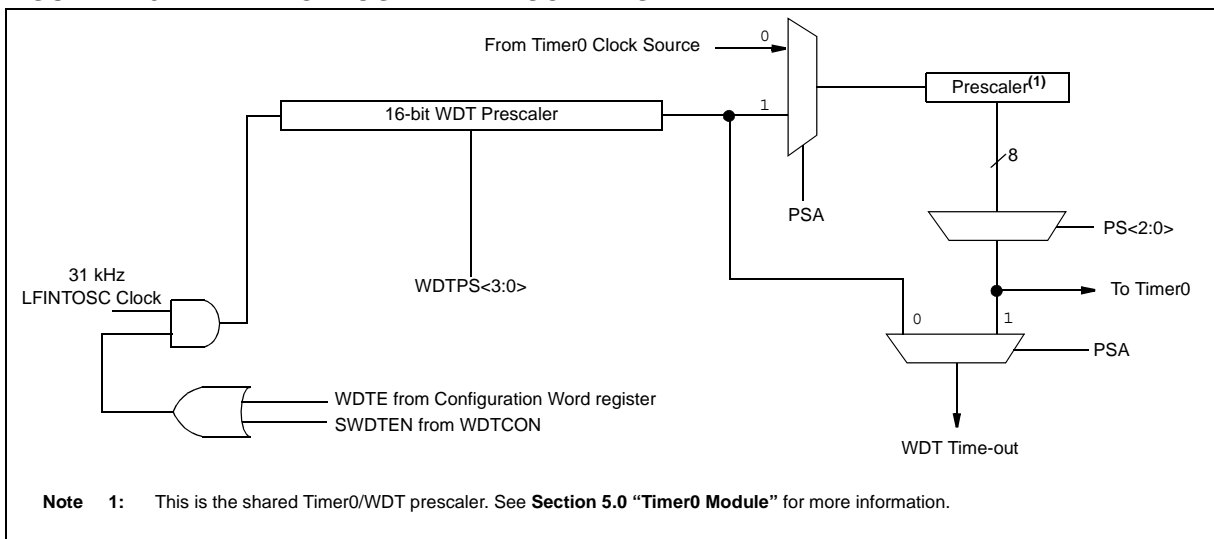 From Timer0 Clock Source
0
1
16-bit WDT Prescaler
Prescaler(1)
8
PSA
PS<2:0>
31 kHz
LFINTOSC Clock
WDTPS<3:0>
To Timer0
0
1
PSA
WDTE from Configuration Word register
SWDTEN from WDTCON
WDT Time-out
Note 1: This is the shared Timer0/WDT prescaler. See Section 5.0 “Timer0 Module” for more information.